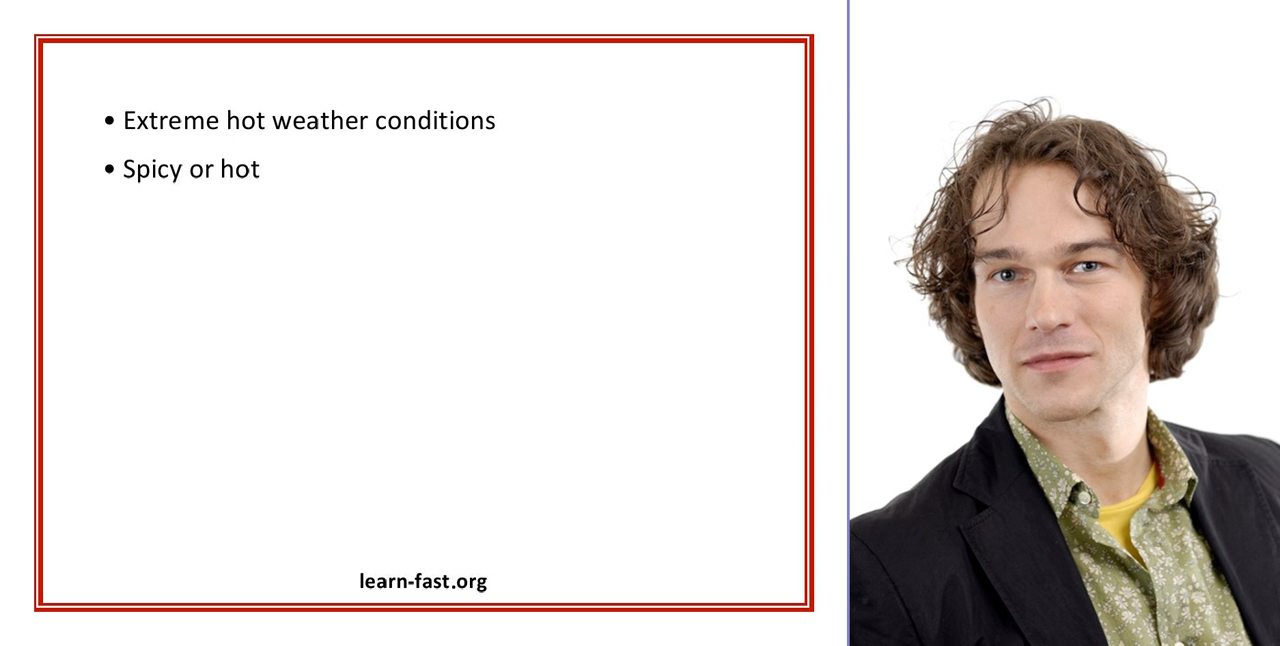 • Extreme hot weather conditions
• Spicy or hot
learn-fast.org